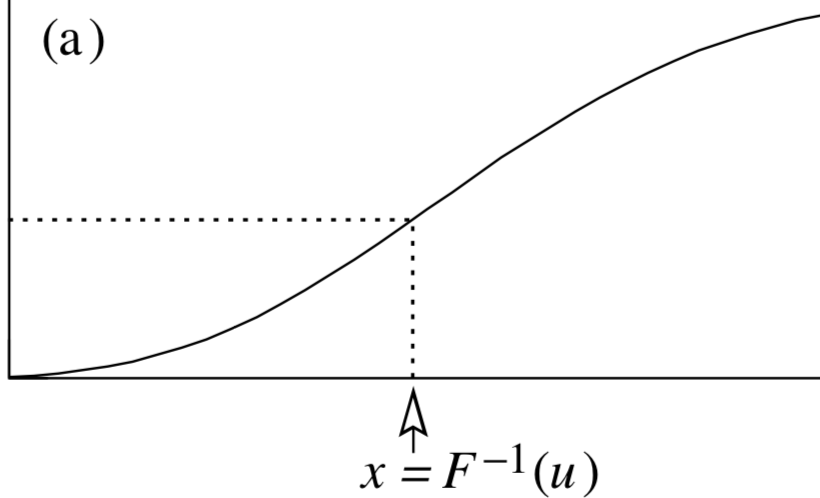 (a)
x = F⁻¹(u)